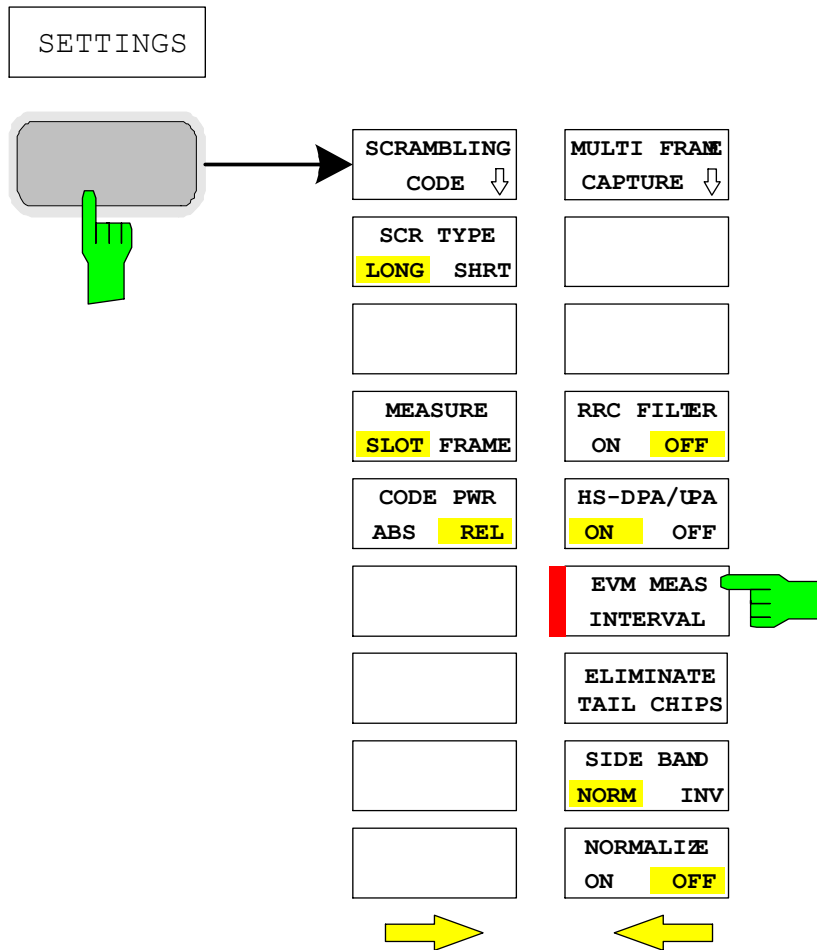 SETTINGS
SCRAMBLING
CODE
SCR TYPE
LONG SHRT
MEASURE
SLOT FRAME
CODE PWR
ABS REL
MULTI FRAME
CAPTURE
RRC FILTER
ON OFF
HS-DPA/UPA
ON OFF
EVM MEAS
INTERVAL
ELIMINATE
TAIL CHIPS
SIDE BAND
NORM INV
NORMALIZE
ON OFF